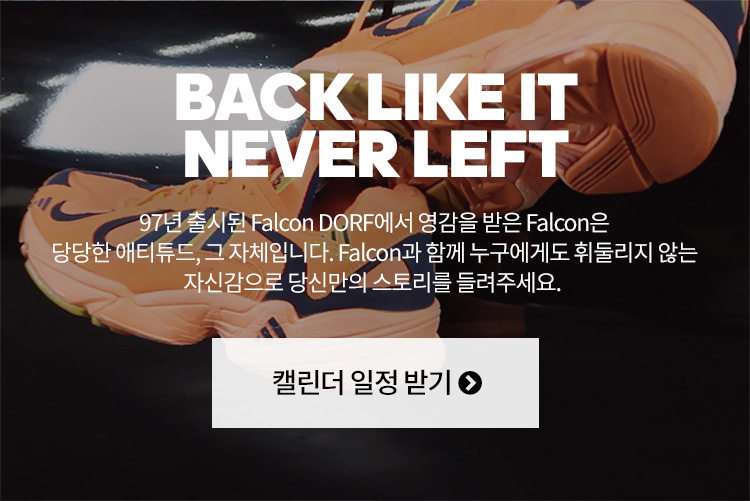 BACK LIKE IT
NEVER LEFT
97년 출시된 Falcon DORF에서 영감을 받은 Falcon은
당당한 애티튜드, 그 자체입니다. Falcon과 함께 누구에게도 휘둘리지 않는
자신감으로 당신만의 스토리를 들려주세요.
캘린더 일정 받기